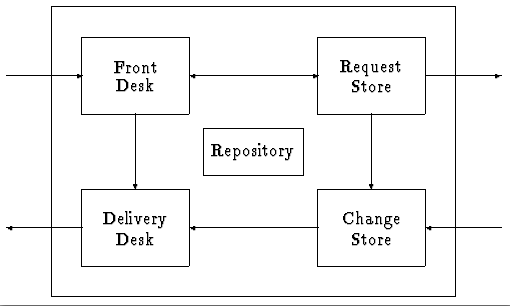 Front
Desk
Request
Store
Repository
Delivery
Desk
Change
Store